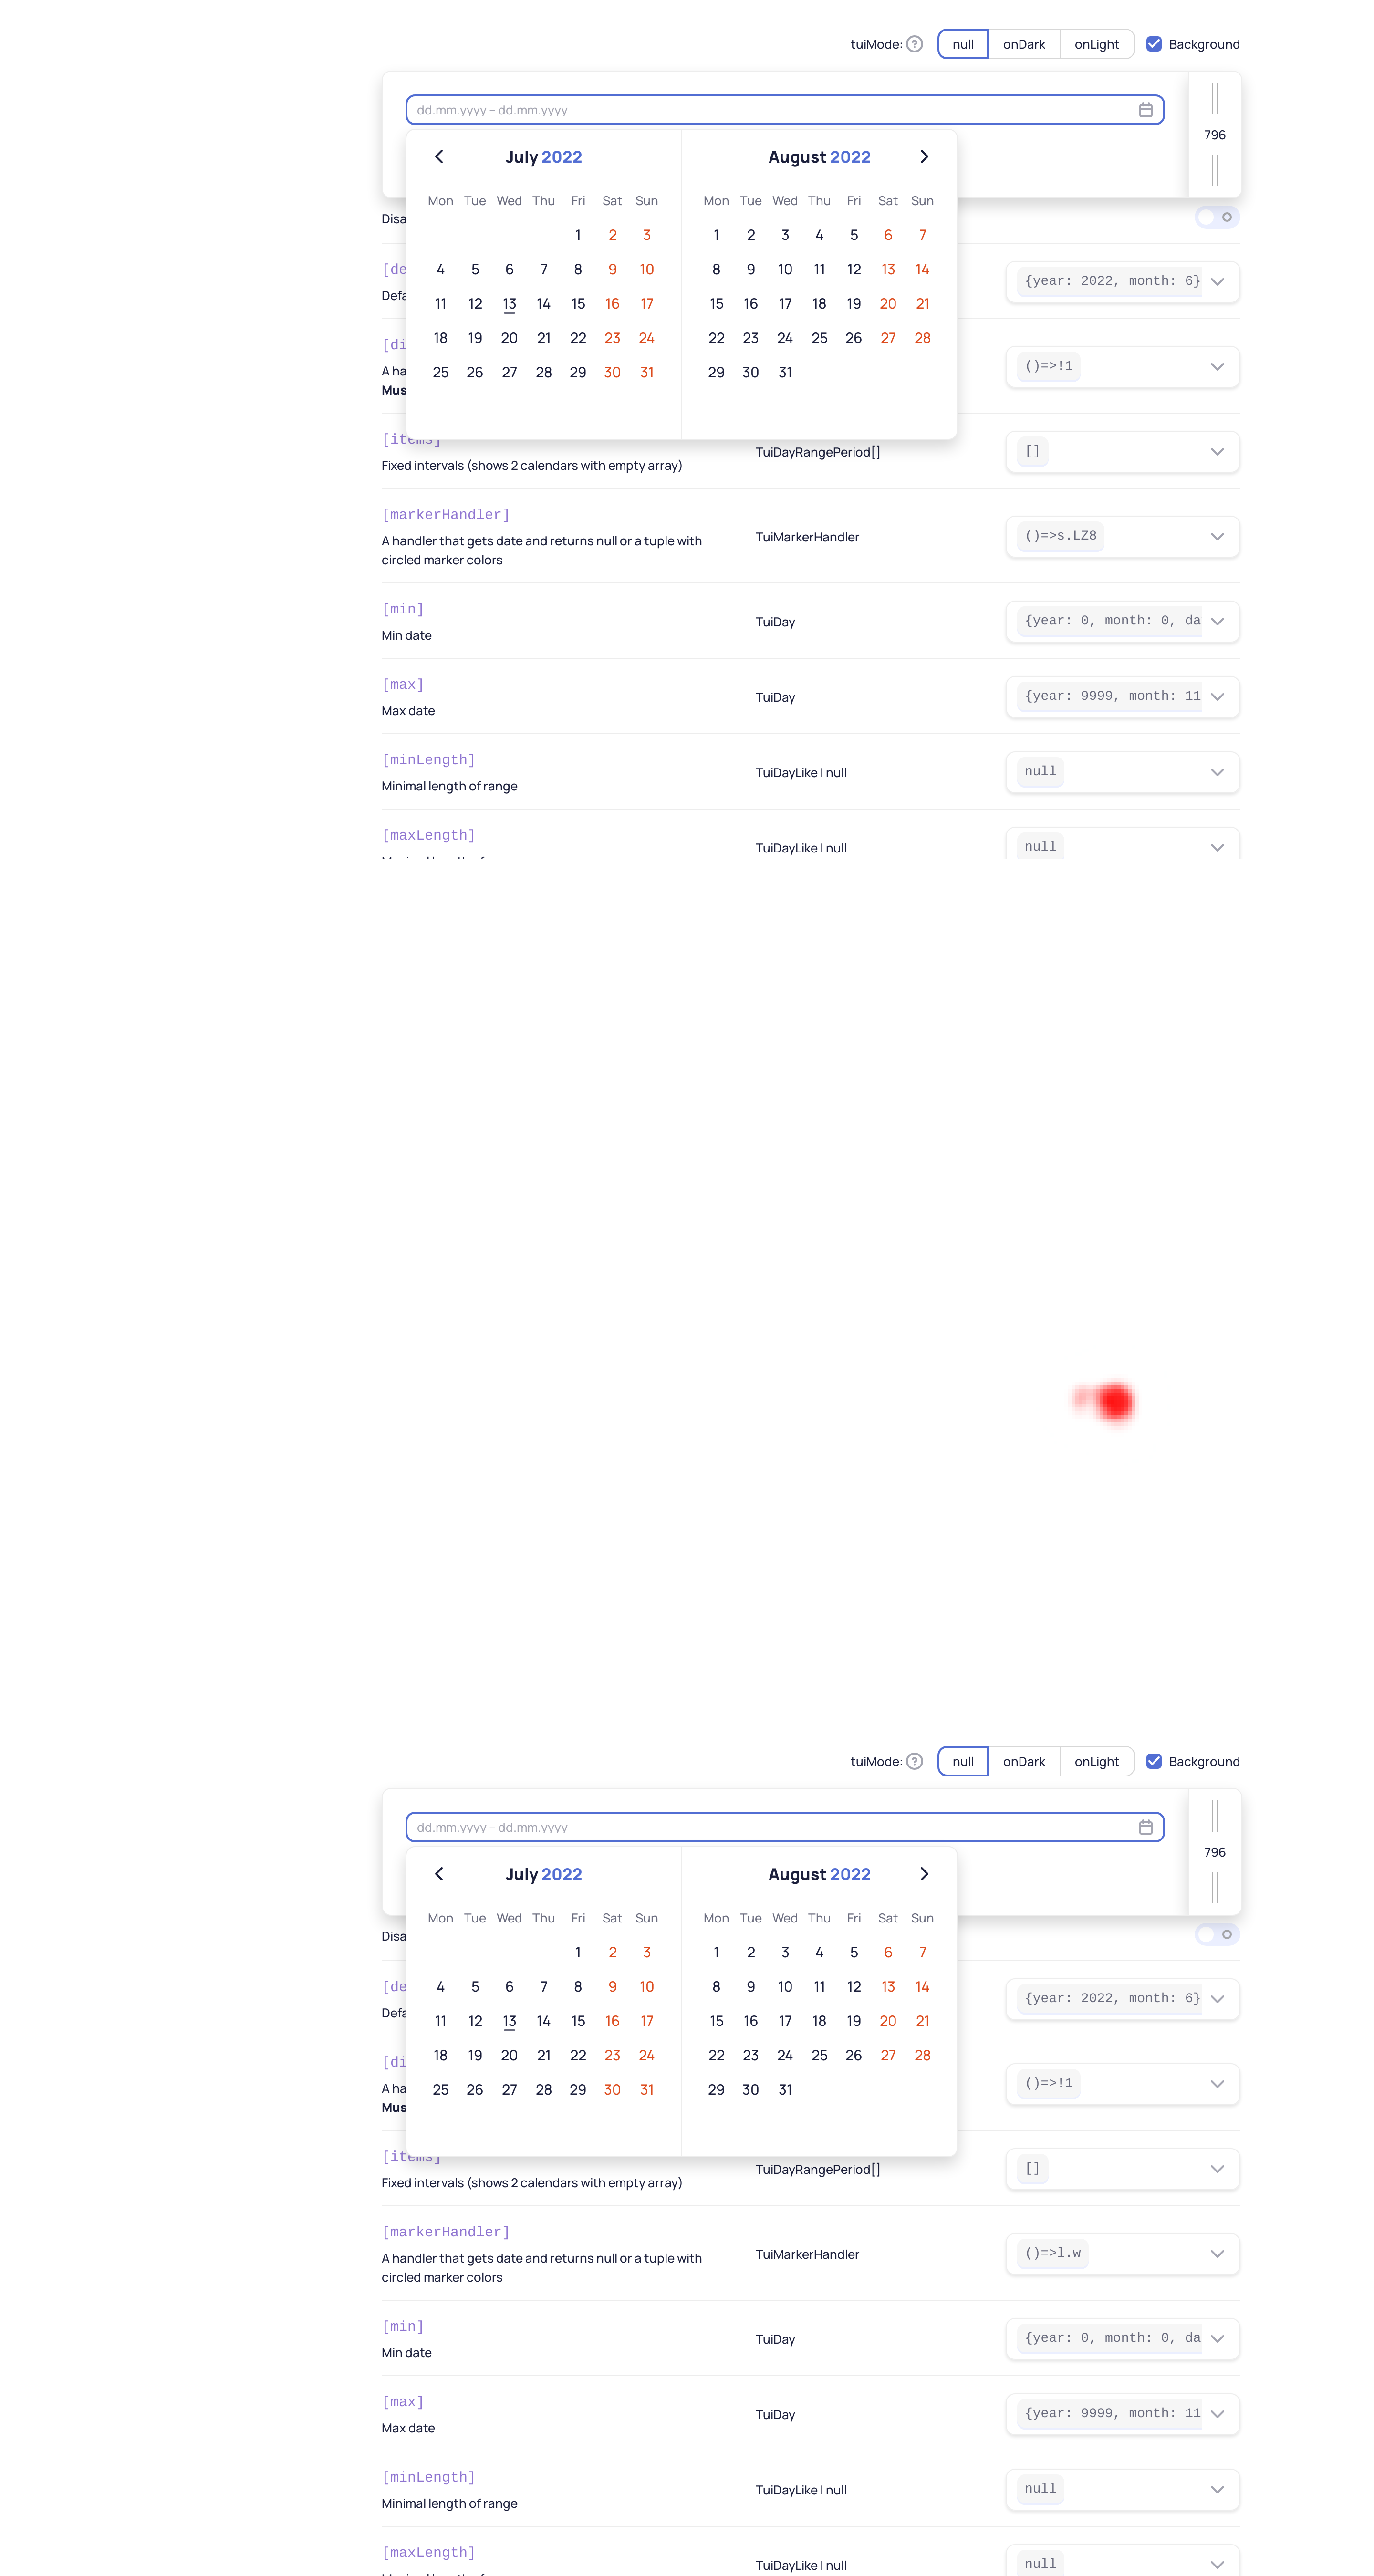 tuiMode: ? null onDark onLight Background
dd.mm.yyyy – dd.mm.yyyy
796
July 2022 August 2022
Mon Tue Wed Thu Fri Sat Sun Mon Tue Wed Thu Fri Sat Sun
Disa
1 2 3 1 2 3 4 5 6 7
[de
4 5 6 7 8 9 10 8 9 10 11 12 13 14
{year: 2022, month: 6}
Defa
11 12 13 14 15 16 17 15 16 17 18 19 20 21
[di
18 19 20 21 22 23 24 22 23 24 25 26 27 28
A ha
25 26 27 28 29 30 31 29 30 31
()=>!1
Mus
[items]
TuiDayRangePeriod[] []
Fixed intervals (shows 2 calendars with empty array)
[markerHandler]
A handler that gets date and returns null or a tuple with
circled marker colors
TuiMarkerHandler ()=>s.LZ8
[min]
Min date
TuiDay {year: 0, month: 0, da
[max]
Max date
TuiDay {year: 9999, month: 11
[minLength]
Minimal length of range
TuiDayLike | null null
[maxLength]
TuiDayLike | null null
tuiMode: ? null onDark onLight Background
dd.mm.yyyy – dd.mm.yyyy
796
July 2022 August 2022
Mon Tue Wed Thu Fri Sat Sun Mon Tue Wed Thu Fri Sat Sun
Disa
1 2 3 1 2 3 4 5 6 7
[de
4 5 6 7 8 9 10 8 9 10 11 12 13 14
{year: 2022, month: 6}
Defa
11 12 13 14 15 16 17 15 16 17 18 19 20 21
[di
18 19 20 21 22 23 24 22 23 24 25 26 27 28
A ha
25 26 27 28 29 30 31 29 30 31
()=>!1
Mus
[items]
TuiDayRangePeriod[] []
Fixed intervals (shows 2 calendars with empty array)
[markerHandler]
A handler that gets date and returns null or a tuple with
circled marker colors
TuiMarkerHandler ()=>l.w
[min]
Min date
TuiDay {year: 0, month: 0, da
[max]
Max date
TuiDay {year: 9999, month: 11
[minLength]
Minimal length of range
TuiDayLike | null null
[maxLength]
TuiDayLike | null null